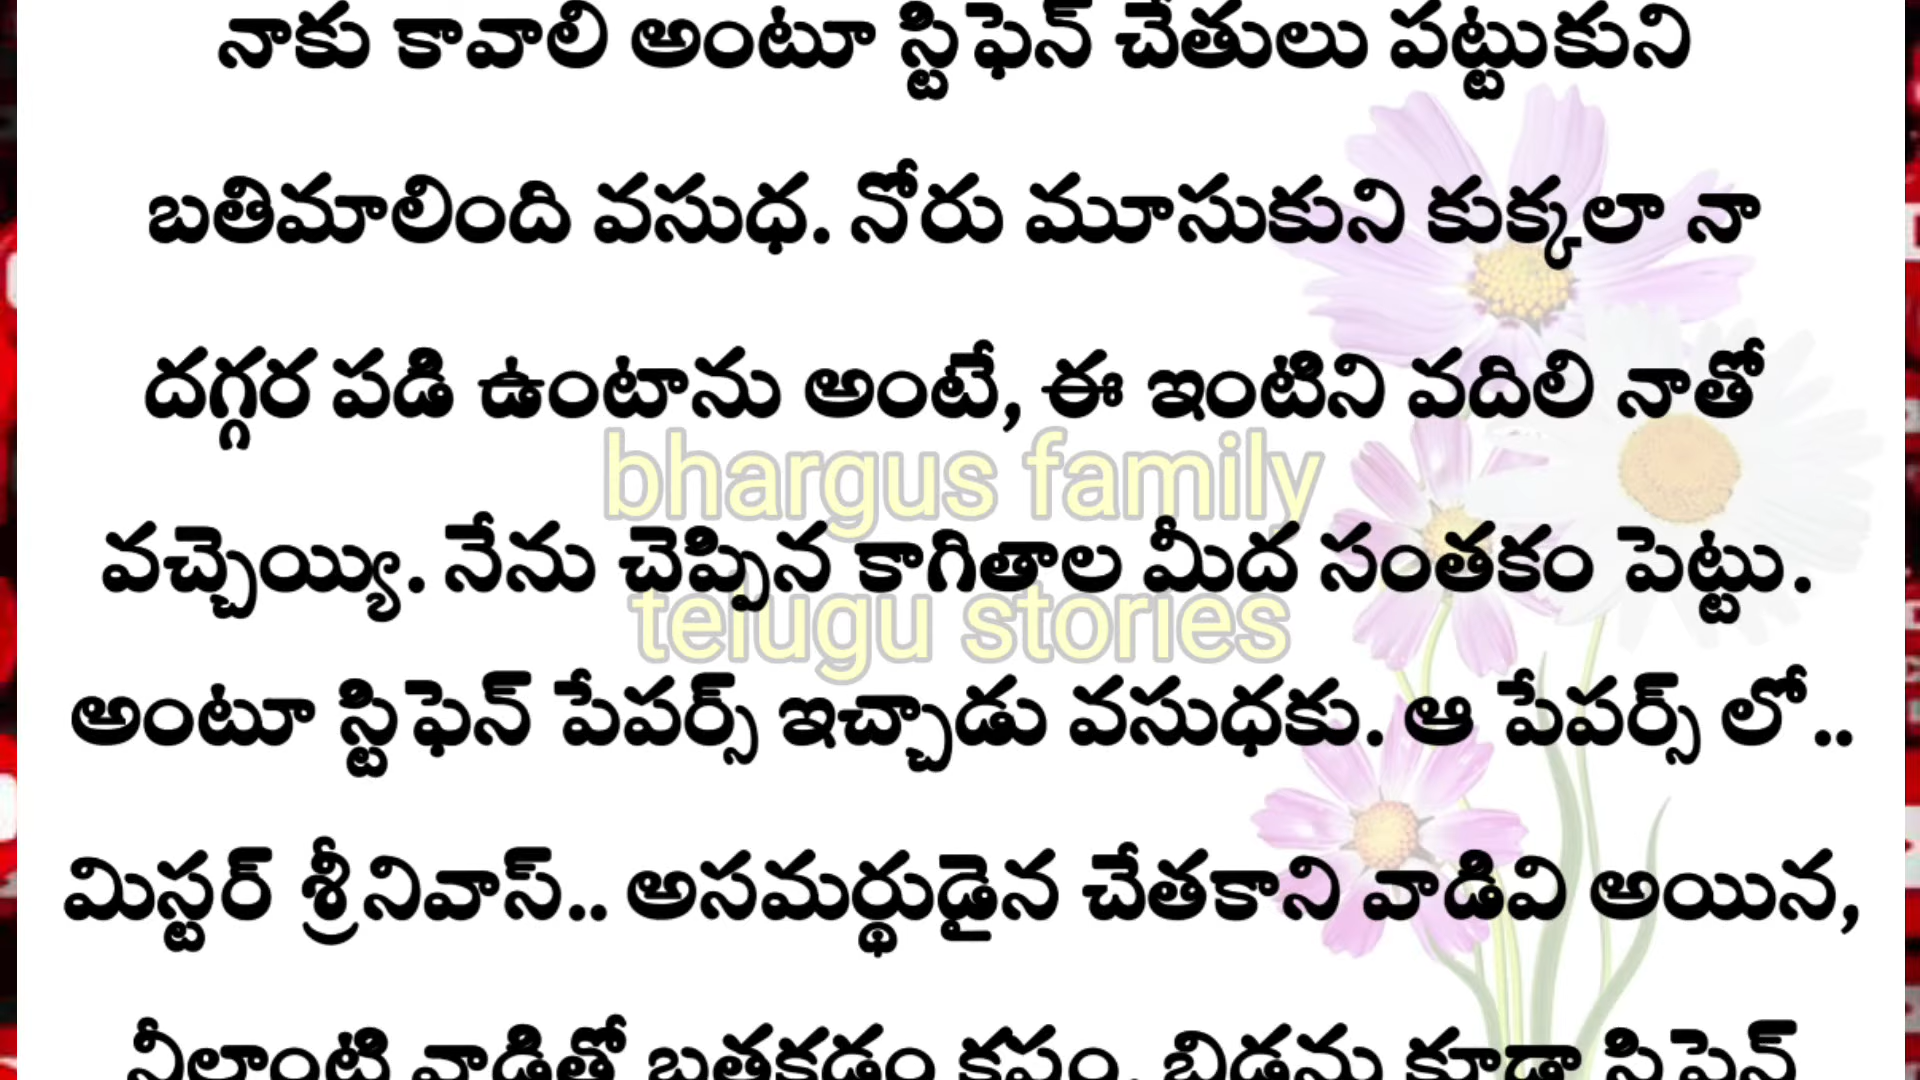 నాకు కావాలి అంటూ స్టిఫెన్ చేతులు పట్టుకుని
బతిమాలింది వసుధ. నోరు మూసుకుని కుక్కలా నా
దగ్గర పడి ఉంటాను అంటే, ఈ ఇంటిని వదిలి నాతో
bhargus family
వచ్చెయ్యి. నేను చెప్పిన కాగితాల మీద సంతకం పెట్టు.
telugu stories
అంటూ స్టిఫెన్ పేపర్స్ ఇచ్చాడు వసుధకు. ఆ పేపర్స్ లో..
మిస్టర్ శ్రీనివాస్.. అసమర్థుడైన చేతకాని వాడివి అయిన,
నీలాంటి వాడితో బతకడం కష్టం. బిడ్డను కూడా స్టిఫెన్